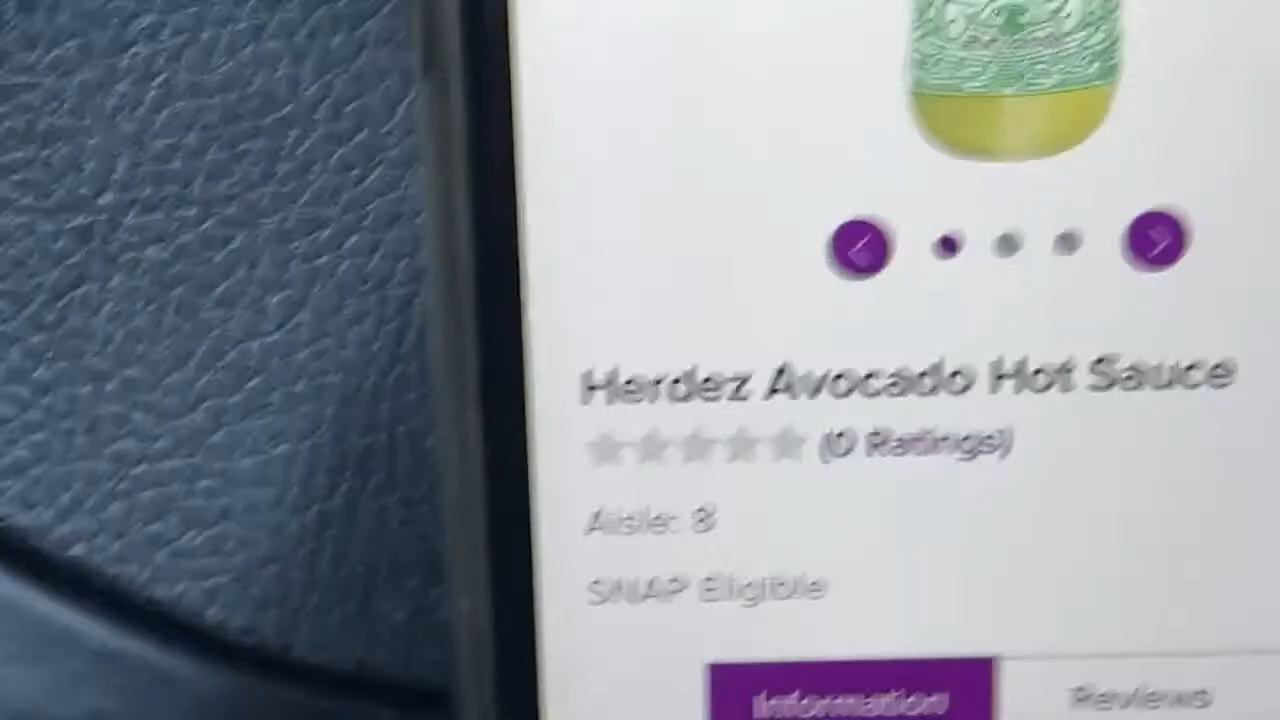 Herdez Avocado Hot Sauce
(0 Ratings)
Aisle: 8
SNAP Eligible
Information
Reviews